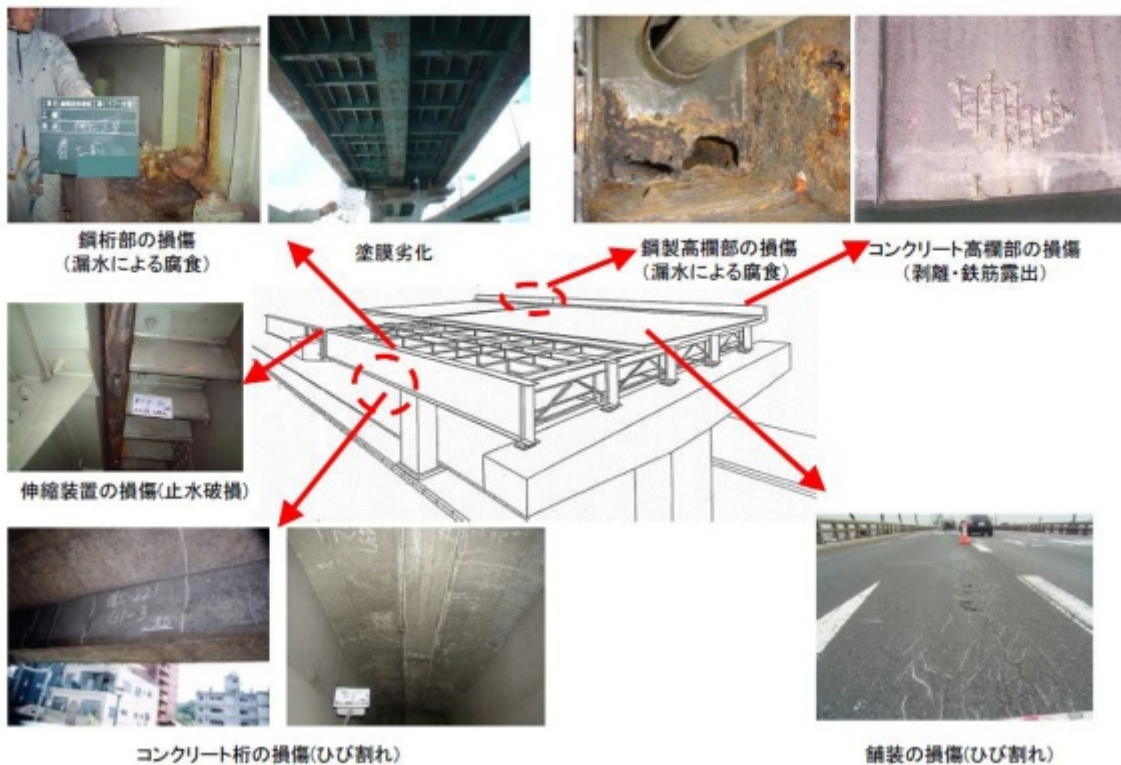 鋼桁部の損傷
(漏水による腐食)
塗膜劣化
鋼製高欄部の損傷
(漏水による腐食)
コンクリート高欄部の損傷
(剥離・鉄筋露出)
伸縮装置の損傷(止水破損)
コンクリート桁の損傷(ひび割れ)
舗装の損傷(ひび割れ)